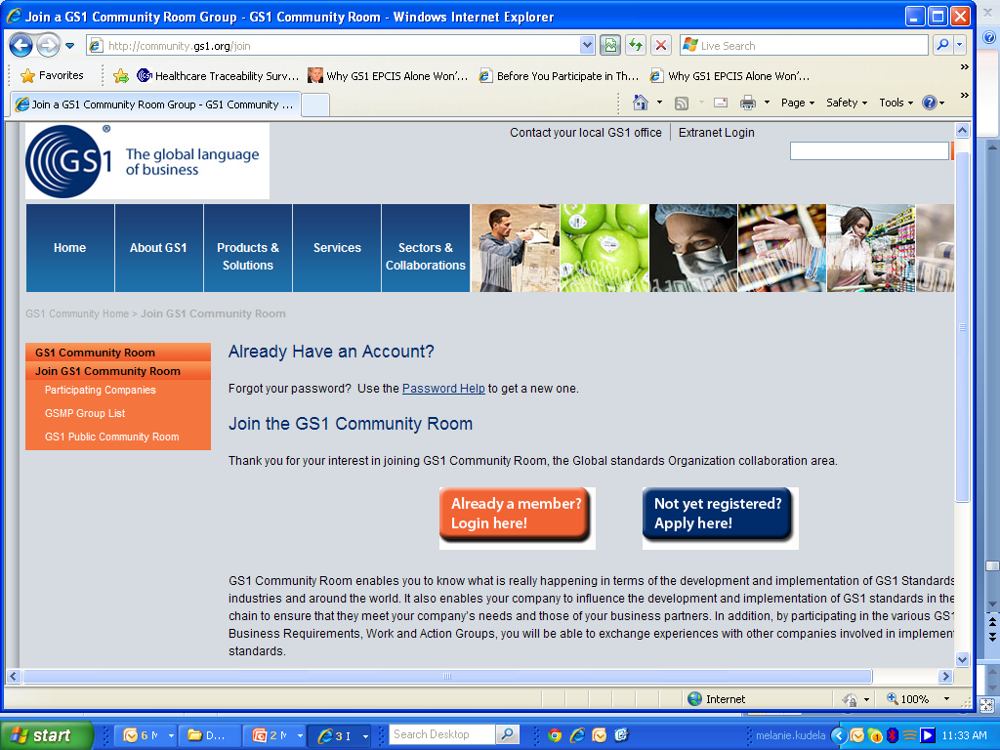 Join a GS1 Community Room Group - GS1 Community Room - Windows Internet Explorer
http://community.gs1.org/join
Live Search
Favorites
Healthcare Traceability Surv...
Why GS1 EPCIS Alone Won'...
Before You Participate in Th...
Why GS1 EPCIS Alone Won'...
Join a GS1 Community Room Group - GS1 Community ...
Page
Safety
Tools
GS1 ®
The global language
of business
Contact your local GS1 office
Extranet Login
Home
About GS1
Products &
Solutions
Services
Sectors &
Collaborations
GS1 Community Home > Join GS1 Community Room
GS1 Community Room
Join GS1 Community Room
Participating Companies
GSMP Group List
GS1 Public Community Room
Already Have an Account?
Forgot your password? Use the Password Help to get a new one.
Join the GS1 Community Room
Thank you for your interest in joining GS1 Community Room, the Global standards Organization collaboration area.
Already a member?
Login here!
Not yet registered?
Apply here!
GS1 Community Room enables you to know what is really happening in terms of the development and implementation of GS1 Standards
industries and around the world. It also enables your company to influence the development and implementation of GS1 standards in the
chain to ensure that they meet your company's needs and those of your business partners. In addition, by participating in the various GS1
Business Requirements, Work and Action Groups, you will be able to exchange experiences with other companies involved in implement
standards.
Internet
100%
start
6 M
D...
2 M
3 I
Search Desktop
melanie.kudela
11:33 AM